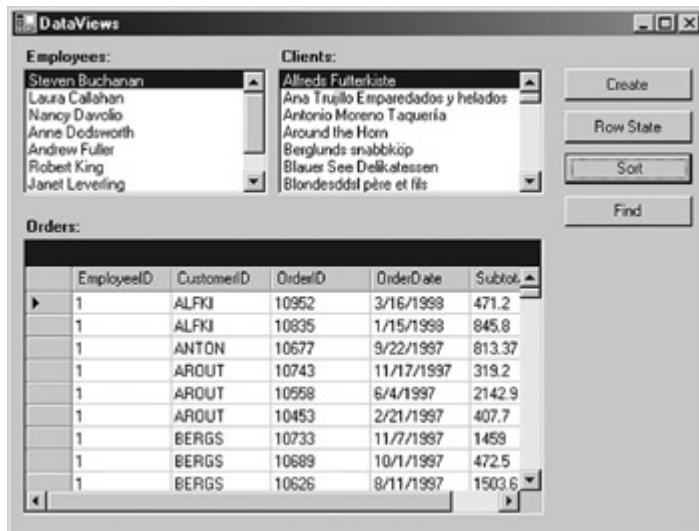 DataViews
Employees:
Steven Buchanan
Laura Callahan
Nancy Davolio
Anne Dodsworth
Andrew Fuller
Robert King
Janet Leverling
Clients:
Alfreds Futterkiste
Ana Trujillo Emparedados y helados
Antonio Moreno Taquería
Around the Horn
Berglunds snabbköp
Blauer See Delikatessen
Blondesddsl père et fils
Create
Row State
Sort
Find
Orders:
EmployeeID CustomerID OrderID OrderDate Subtot
1 ALFKI 10952 3/16/1998 471.2
1 ALFKI 10835 1/15/1998 845.8
1 ANTON 10677 9/22/1997 813.37
1 AROUT 10743 11/17/1997 319.2
1 AROUT 10558 6/4/1997 2142.9
1 AROUT 10453 2/21/1997 407.7
1 BERGS 10733 11/7/1997 1459
1 BERGS 10689 10/1/1997 472.5
1 BERGS 10626 8/11/1997 1503.6